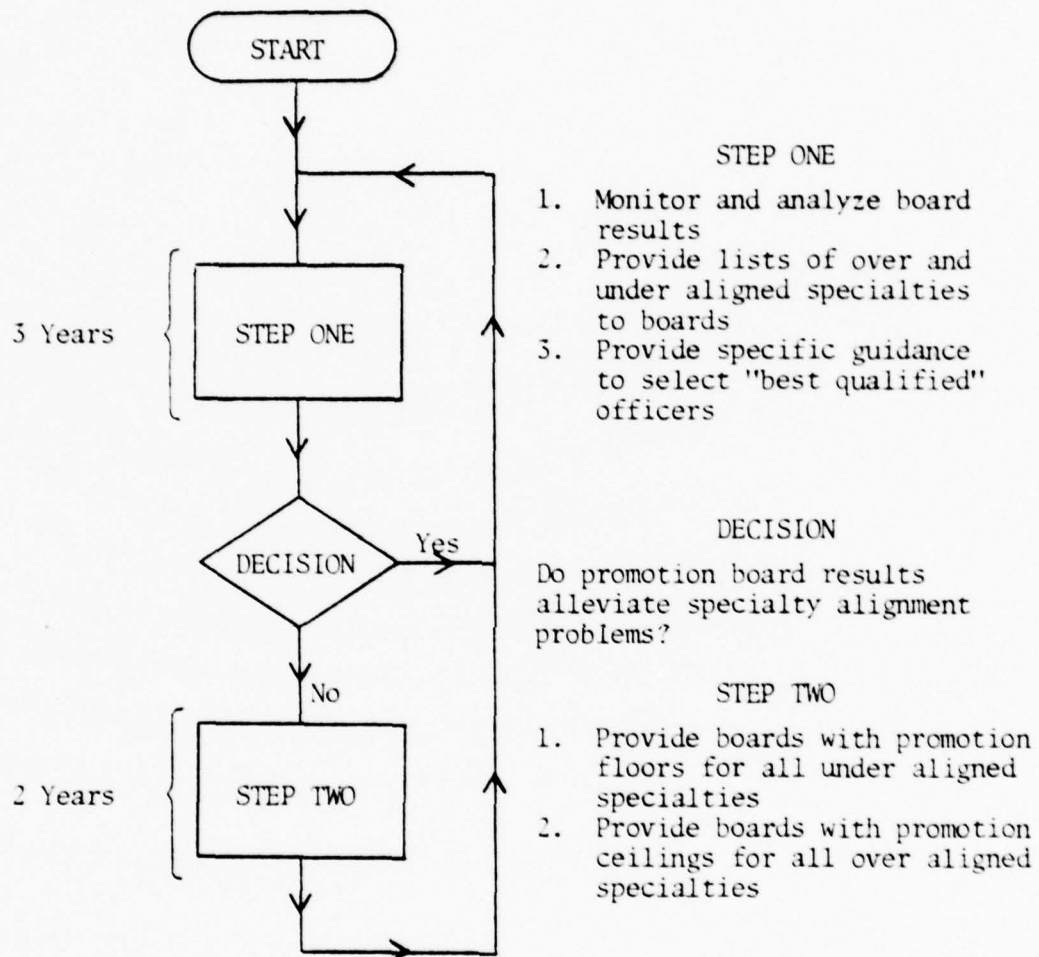 START
3 Years
STEP ONE
DECISION
Yes
No
2 Years
STEP TWO
STEP ONE
1. Monitor and analyze board
results
2. Provide lists of over and
under aligned specialties
to boards
3. Provide specific guidance
to select "best qualified"
officers
DECISION
Do promotion board results
alleviate specialty alignment
problems?
STEP TWO
1. Provide boards with promotion
floors for all under aligned
specialties
2. Provide boards with promotion
ceilings for all over aligned
specialties